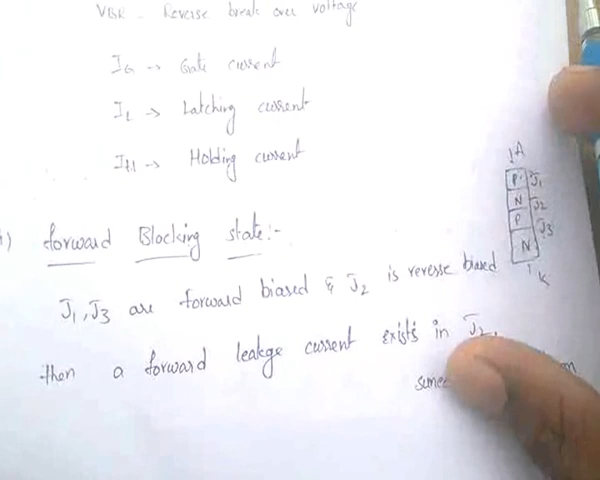 VBR - Reverse break over voltage
IG -> Gate current
IL -> Latching current
IH -> Holding current
forward Blocking state:-
A
P J1
N J2
P J3
N
K
J1, J3 are forward biased & J2 is reverse biased
then a forward leakge current exists in J2,